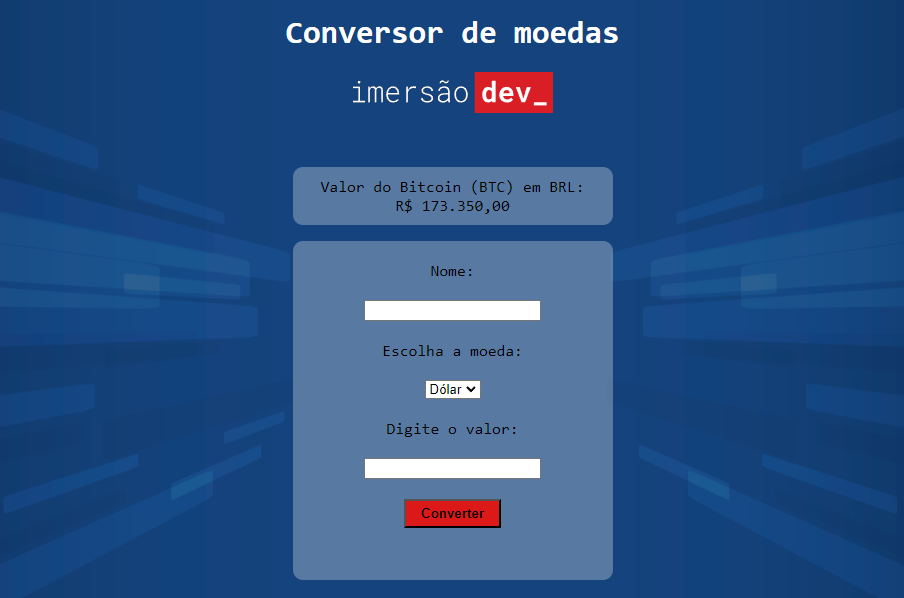 Conversor de moedas
imersão dev_
Valor do Bitcoin (BTC) em BRL:
R$ 173.350,00
Nome:
Escolha a moeda:
Dólar
Digite o valor:
Converter